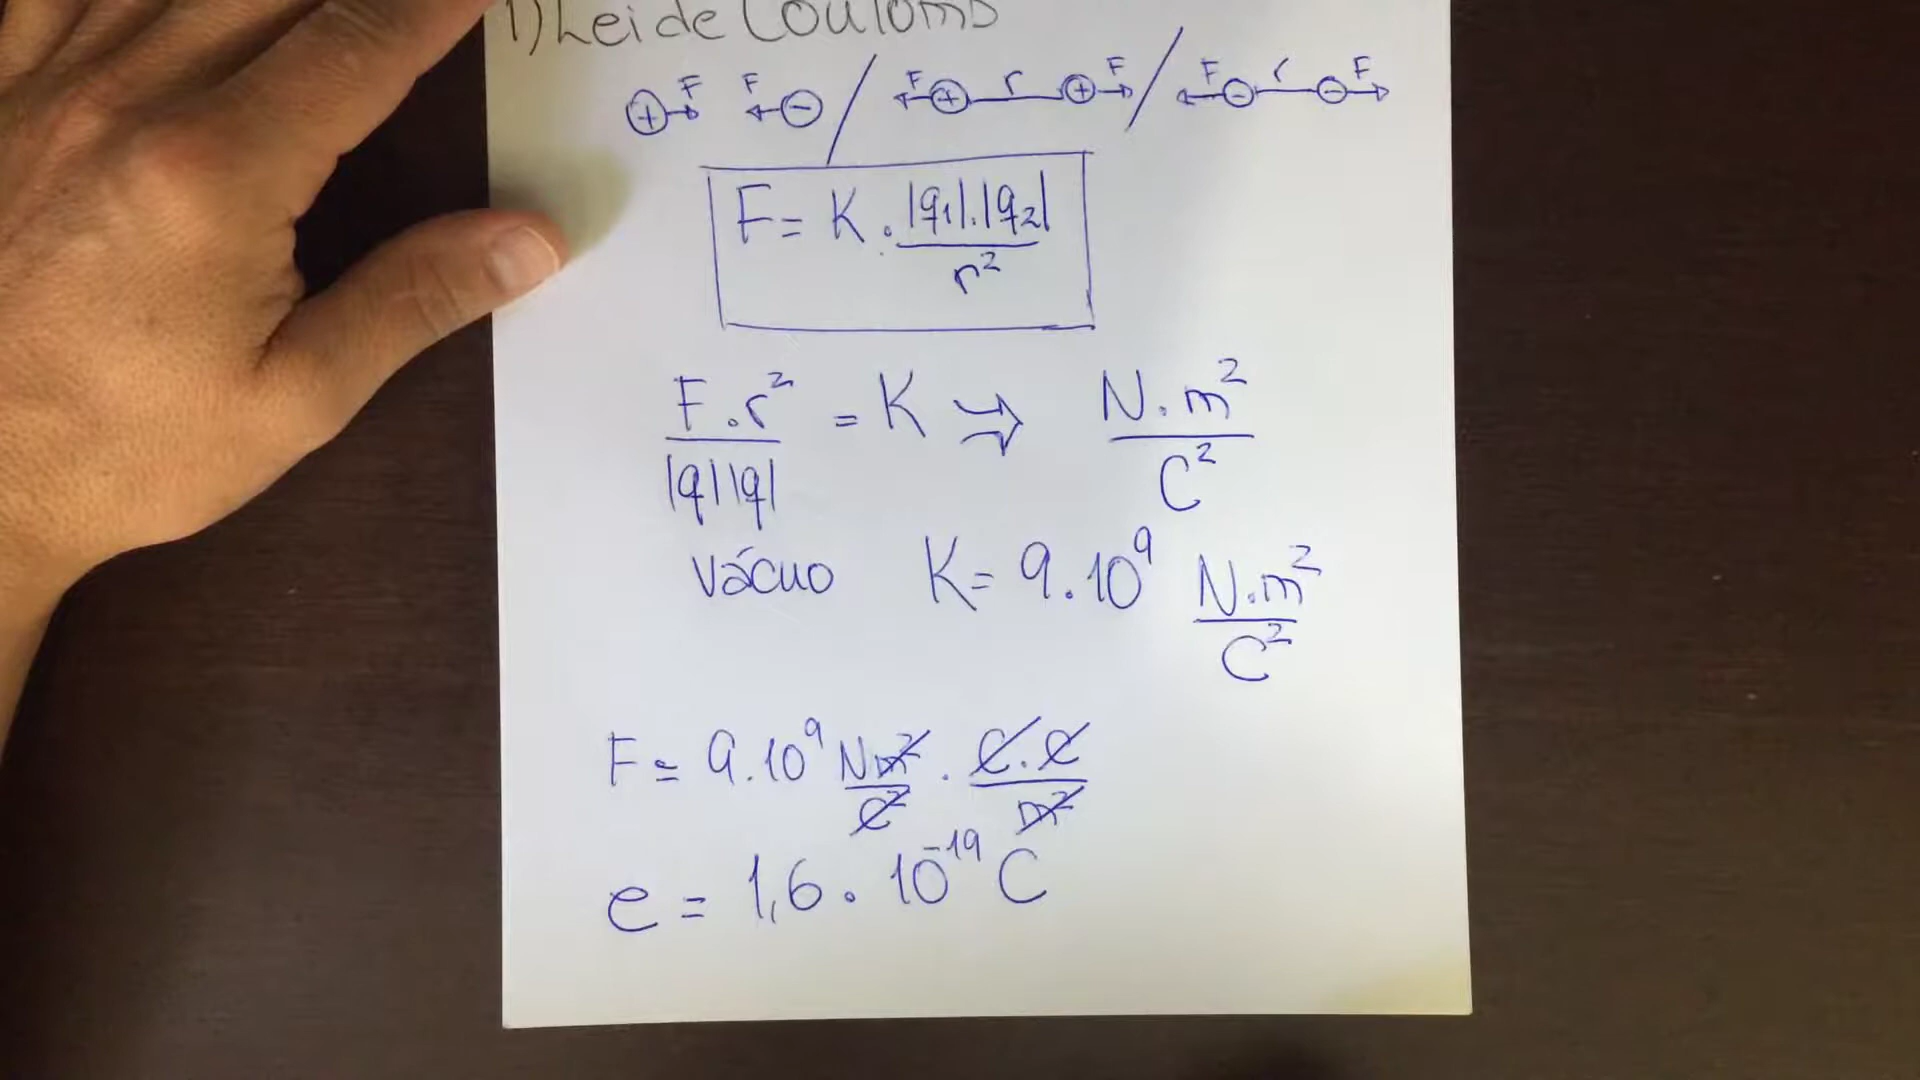 1) Lei de Coulomb
+ F F - / F + r + F / F - r - F
F = K . |q1|.|q2| / r²
F.r² / |q||q| = K ⇒ N.m² / C²
Vácuo K = 9.10⁹ N.m² / C²
F = 9.10⁹ Nm² / C² . C.C / m²
e = 1,6 . 10⁻¹⁹ C